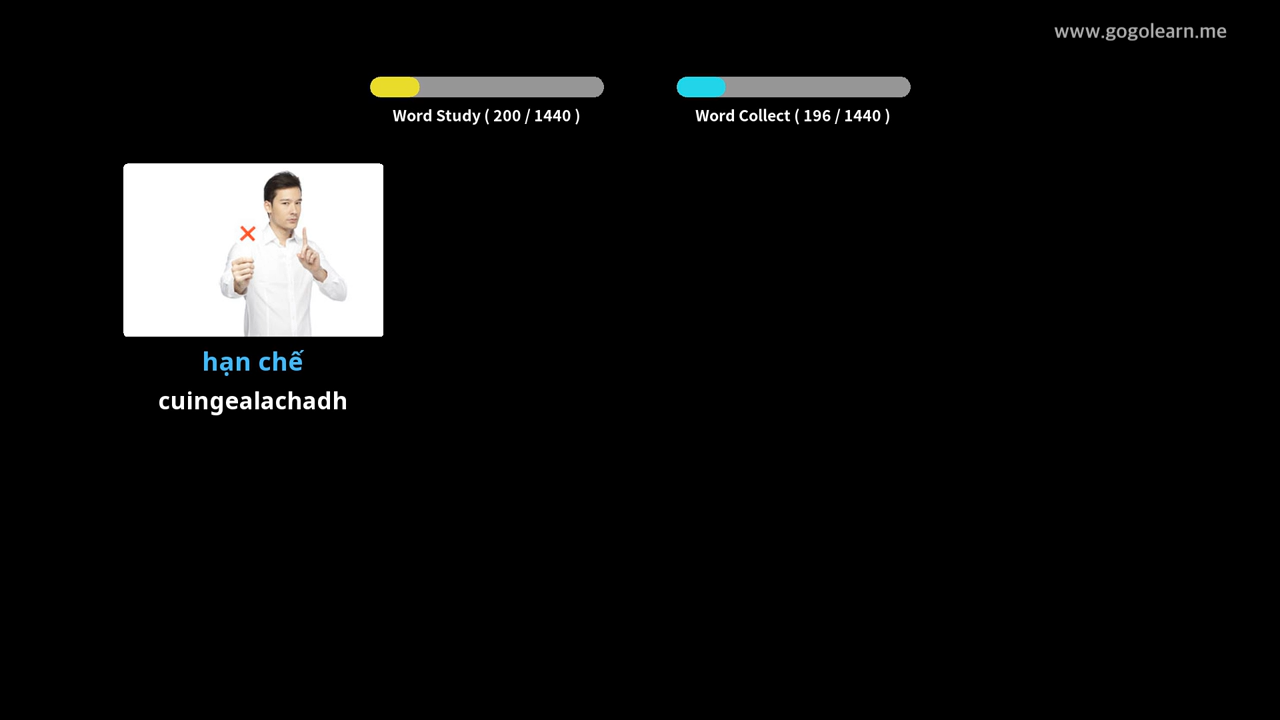 www.gogolearn.me
Word Study ( 200 / 1440 )
Word Collect ( 196 / 1440 )
hạn chế
cuingealachadh